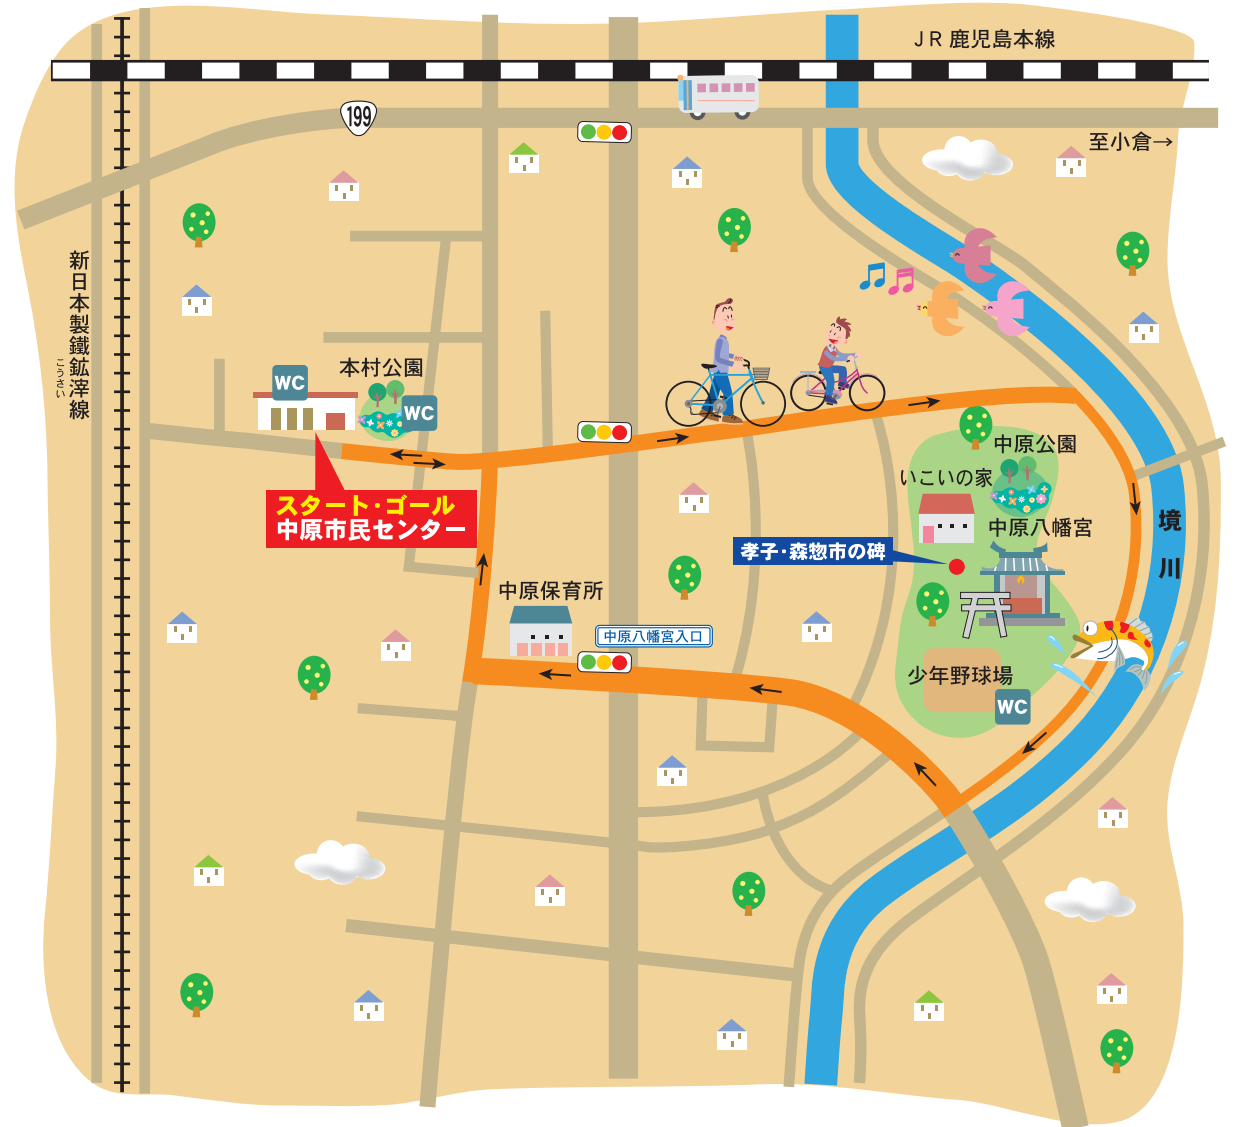 JR鹿児島本線
199
至小倉→
新日本製鐵鉱滓線
こうさい
本村公園
WC
WC
中原公園
いこいの家
スタート・ゴール
中原市民センター
中原八幡宮
境川
孝子・森惣市の碑
中原保育所
中原八幡宮入口
少年野球場
WC